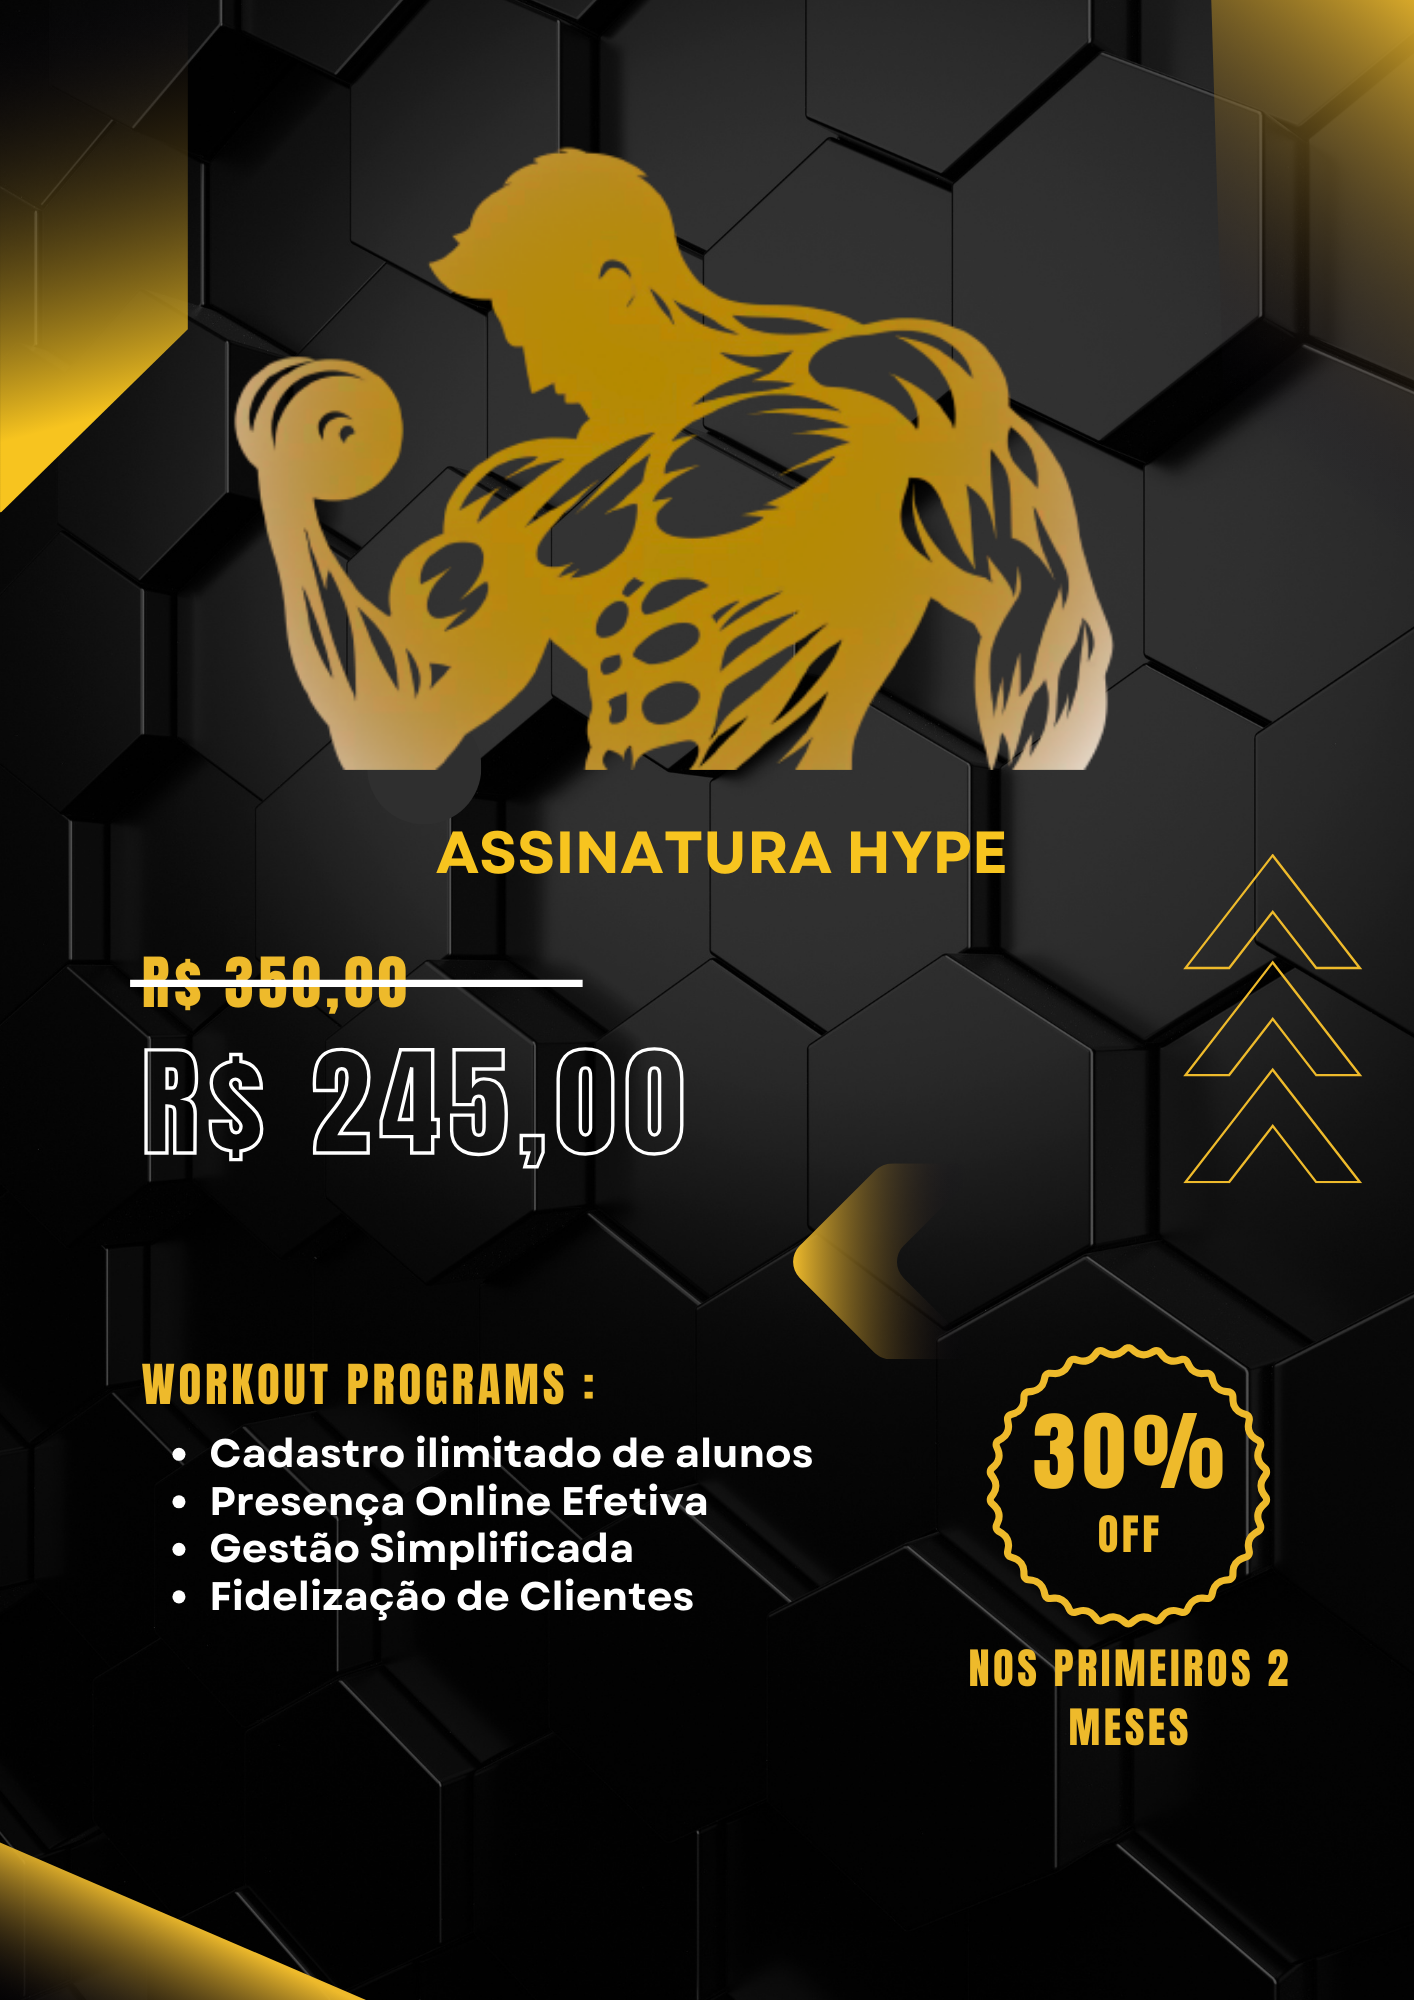 ASSINATURA HYPE
R$ 350,00
R$ 245,00
WORKOUT PROGRAMS :
• Cadastro ilimitado de alunos
• Presença Online Efetiva
• Gestão Simplificada
• Fidelização de Clientes
30%
OFF
NOS PRIMEIROS 2
MESES